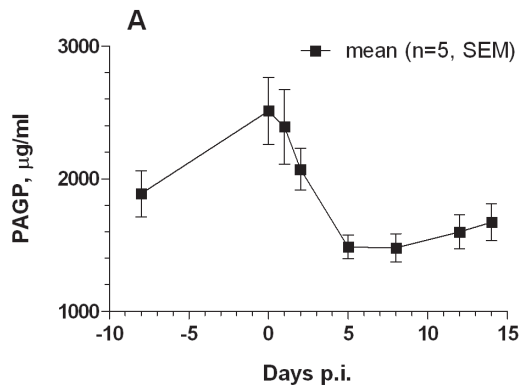 A
3000
mean (n=5, SEM)
PAGP, µg/ml
2000
1000
-10 -5 0 5 10 15
Days p.i.